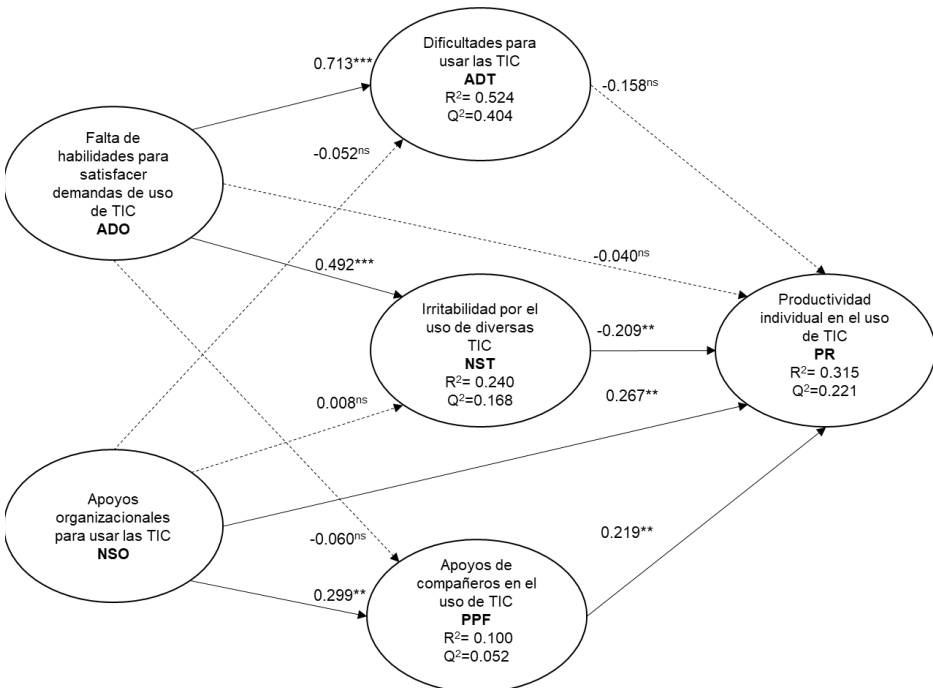 Dificultades para
usar las TIC
ADT
R²= 0.524
Q²=0.404
0.713***
-0.158ⁿˢ
Falta de
habilidades para
satisfacer
demandas de uso
de TIC
ADO
-0.052ⁿˢ
-0.040ⁿˢ
0.492***
Irritabilidad por el
uso de diversas
TIC
NST
R²= 0.240
Q²=0.168
Productividad
individual en el uso
de TIC
PR
R²= 0.315
Q²=0.221
-0.209**
0.267**
0.008ⁿˢ
Apoyos
organizacionales
para usar las TIC
NSO
-0.060ⁿˢ
0.299**
0.219**
Apoyos de
compañeros en el
uso de TIC
PPF
R²= 0.100
Q²=0.052